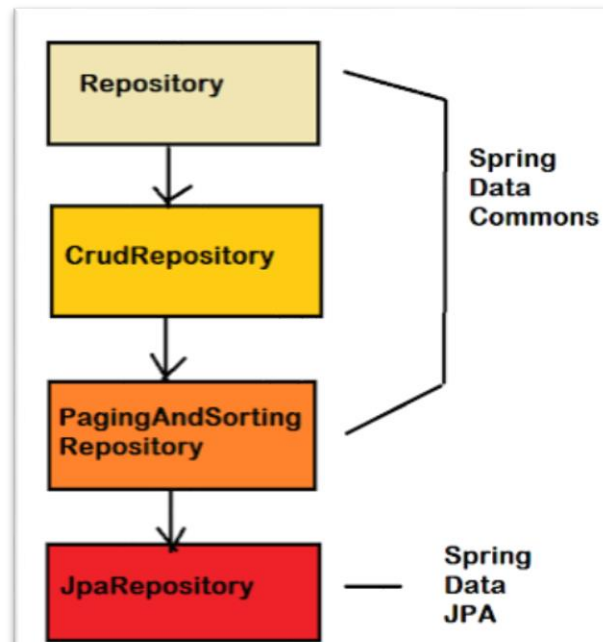 Repository
Spring
Data
Commons
CrudRepository
PagingAndSorting
Repository
JpaRepository
Spring
Data
JPA